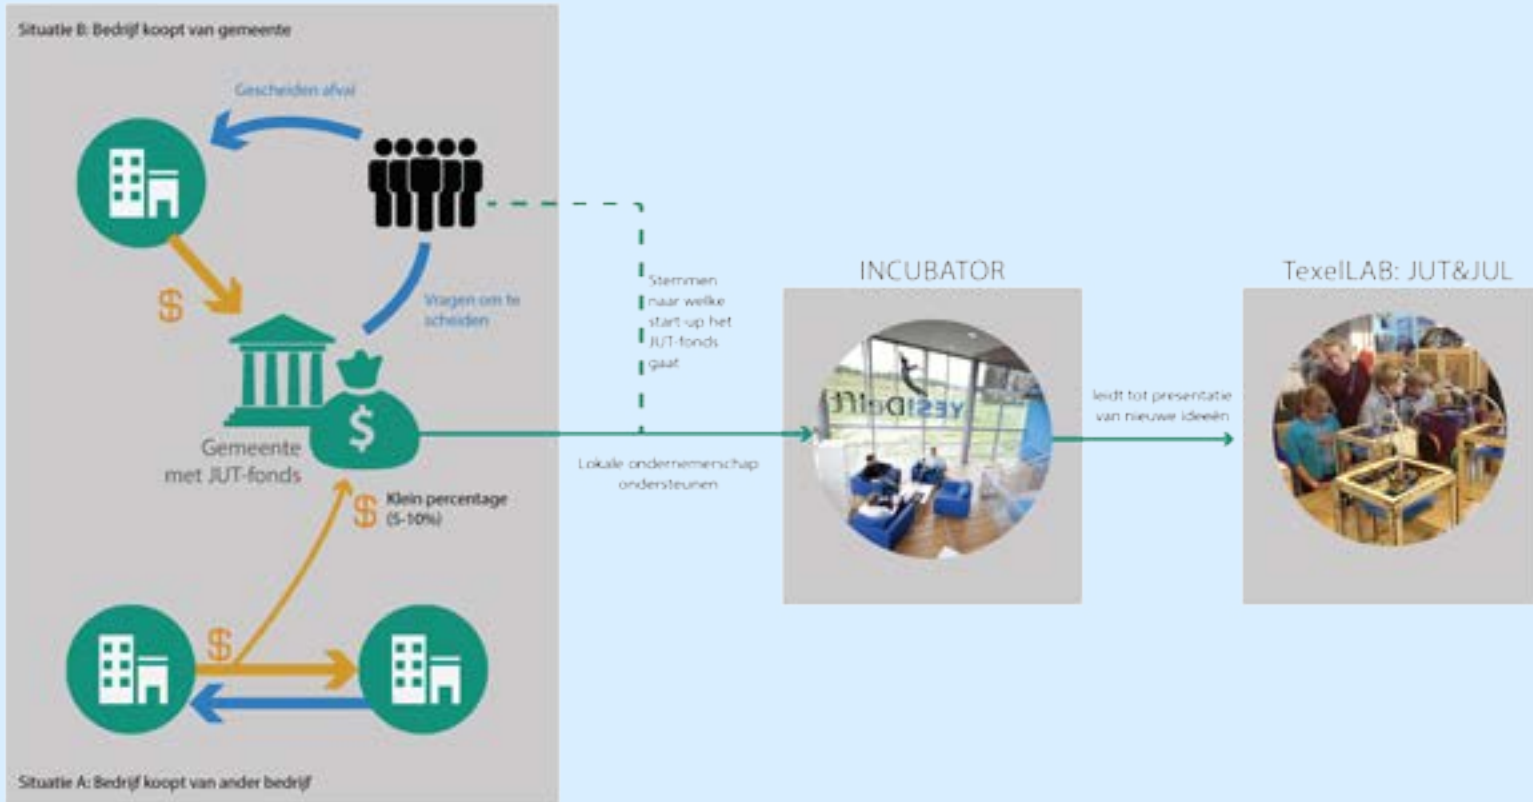 Situatie B: Bedrijf koopt van gemeente
Gescheiden afval
$
Vragen om te
scheiden
$
Gemeente
met JUT-fonds
$ Klein percentage
(5-10%)
$
Situatie A: Bedrijf koopt van ander bedrijf
Stemmen
naar welke
start-up het
JUT-fonds
gaat
Lokale ondernemerschap
ondersteunen
INCUBATOR
YES!Delft
leidt tot presentatie
van nieuwe ideeën
TexelLAB: JUT&JUL